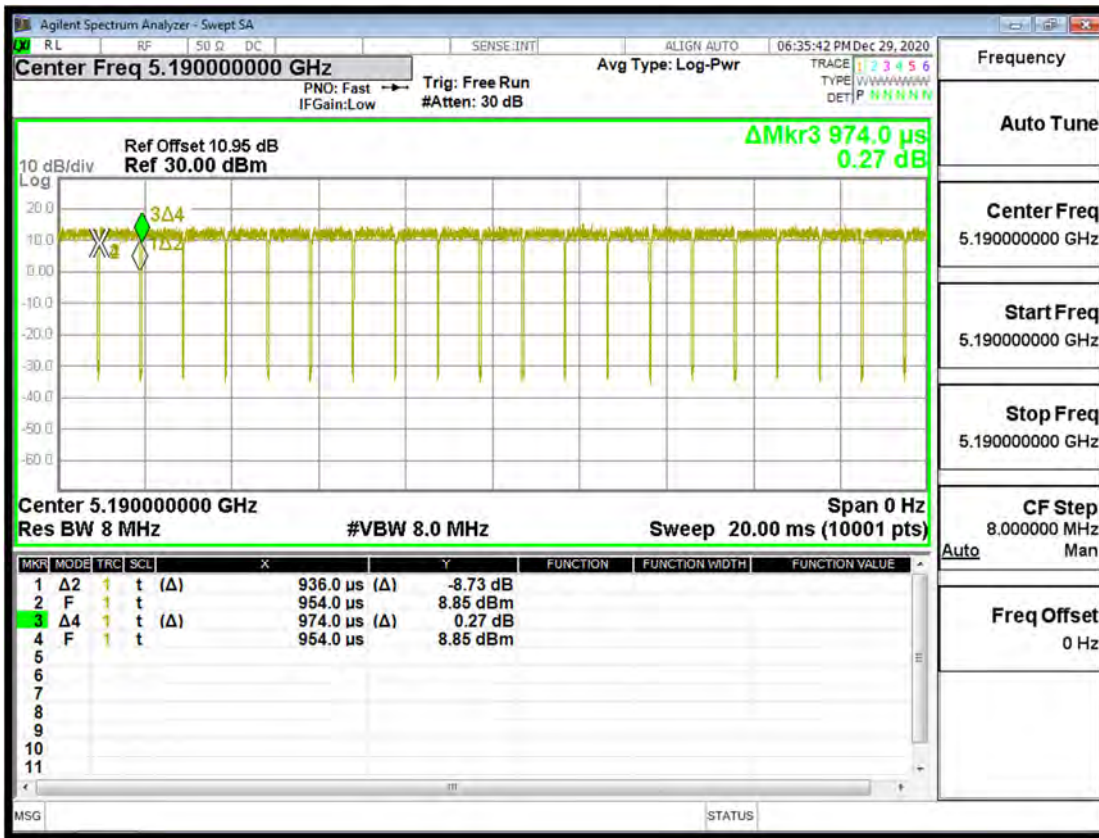 Agilent Spectrum Analyzer - Swept SA
RL RF 50 Ω DC SENSE:INT ALIGN AUTO 06:35:42 PM Dec 29, 2020
Center Freq 5.190000000 GHz
PNO: Fast
IFGain:Low
Trig: Free Run
#Atten: 30 dB
Avg Type: Log-Pwr
TRACE 1 2 3 4 5 6
TYPE WWWWWW
DET P N N N N N
Ref Offset 10.95 dB
Ref 30.00 dBm
10 dB/div
Log
ΔMkr3 974.0 µs
0.27 dB
20.0
10.0
0.00
-10.0
-20.0
-30.0
-40.0
-50.0
-60.0
3Δ4
1Δ2
Center 5.190000000 GHz Span 0 Hz
Res BW 8 MHz #VBW 8.0 MHz Sweep 20.00 ms (10001 pts)
MKR MODE TRC SCL X Y FUNCTION FUNCTION WIDTH FUNCTION VALUE
1 Δ2 1 t (Δ) 936.0 µs (Δ) -8.73 dB
2 F 1 t 954.0 µs 8.85 dBm
3 Δ4 1 t (Δ) 974.0 µs (Δ) 0.27 dB
4 F 1 t 954.0 µs 8.85 dBm
5
6
7
8
9
10
11
MSG STATUS
Frequency
Auto Tune
Center Freq
5.190000000 GHz
Start Freq
5.190000000 GHz
Stop Freq
5.190000000 GHz
CF Step
8.000000 MHz
Auto Man
Freq Offset
0 Hz